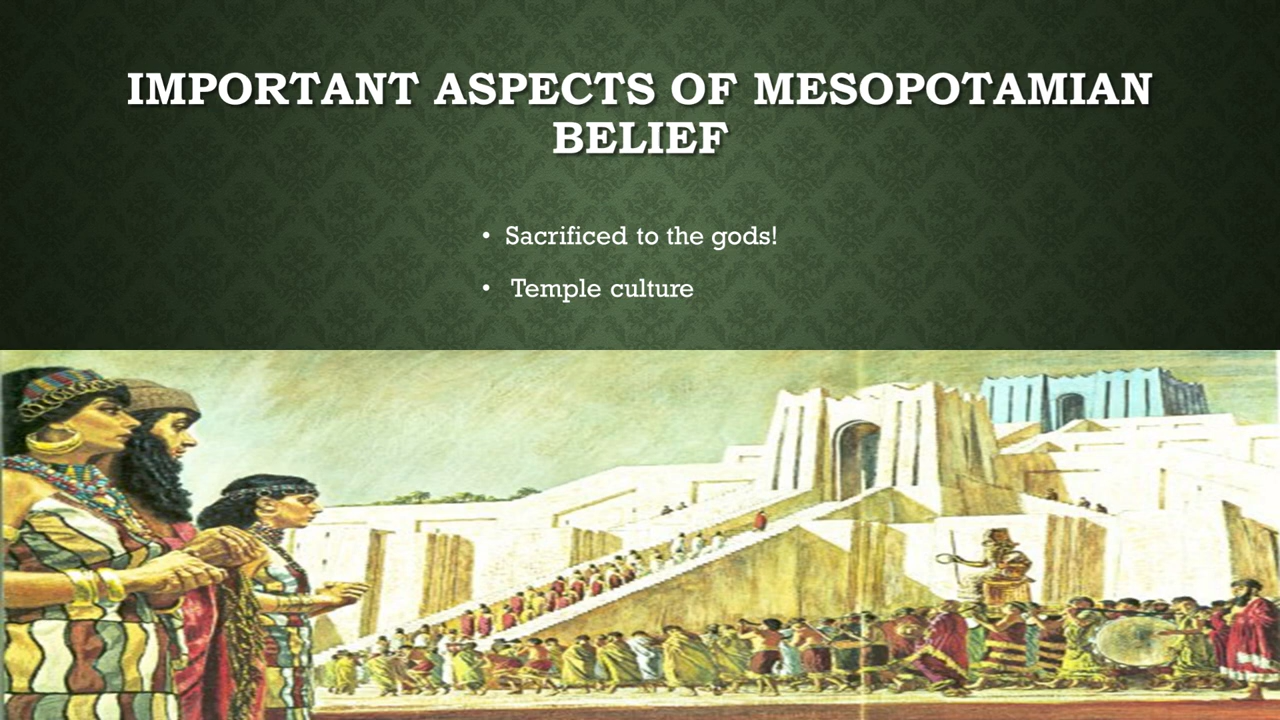 IMPORTANT ASPECTS OF MESOPOTAMIAN
BELIEF
• Sacrificed to the gods!
• Temple culture